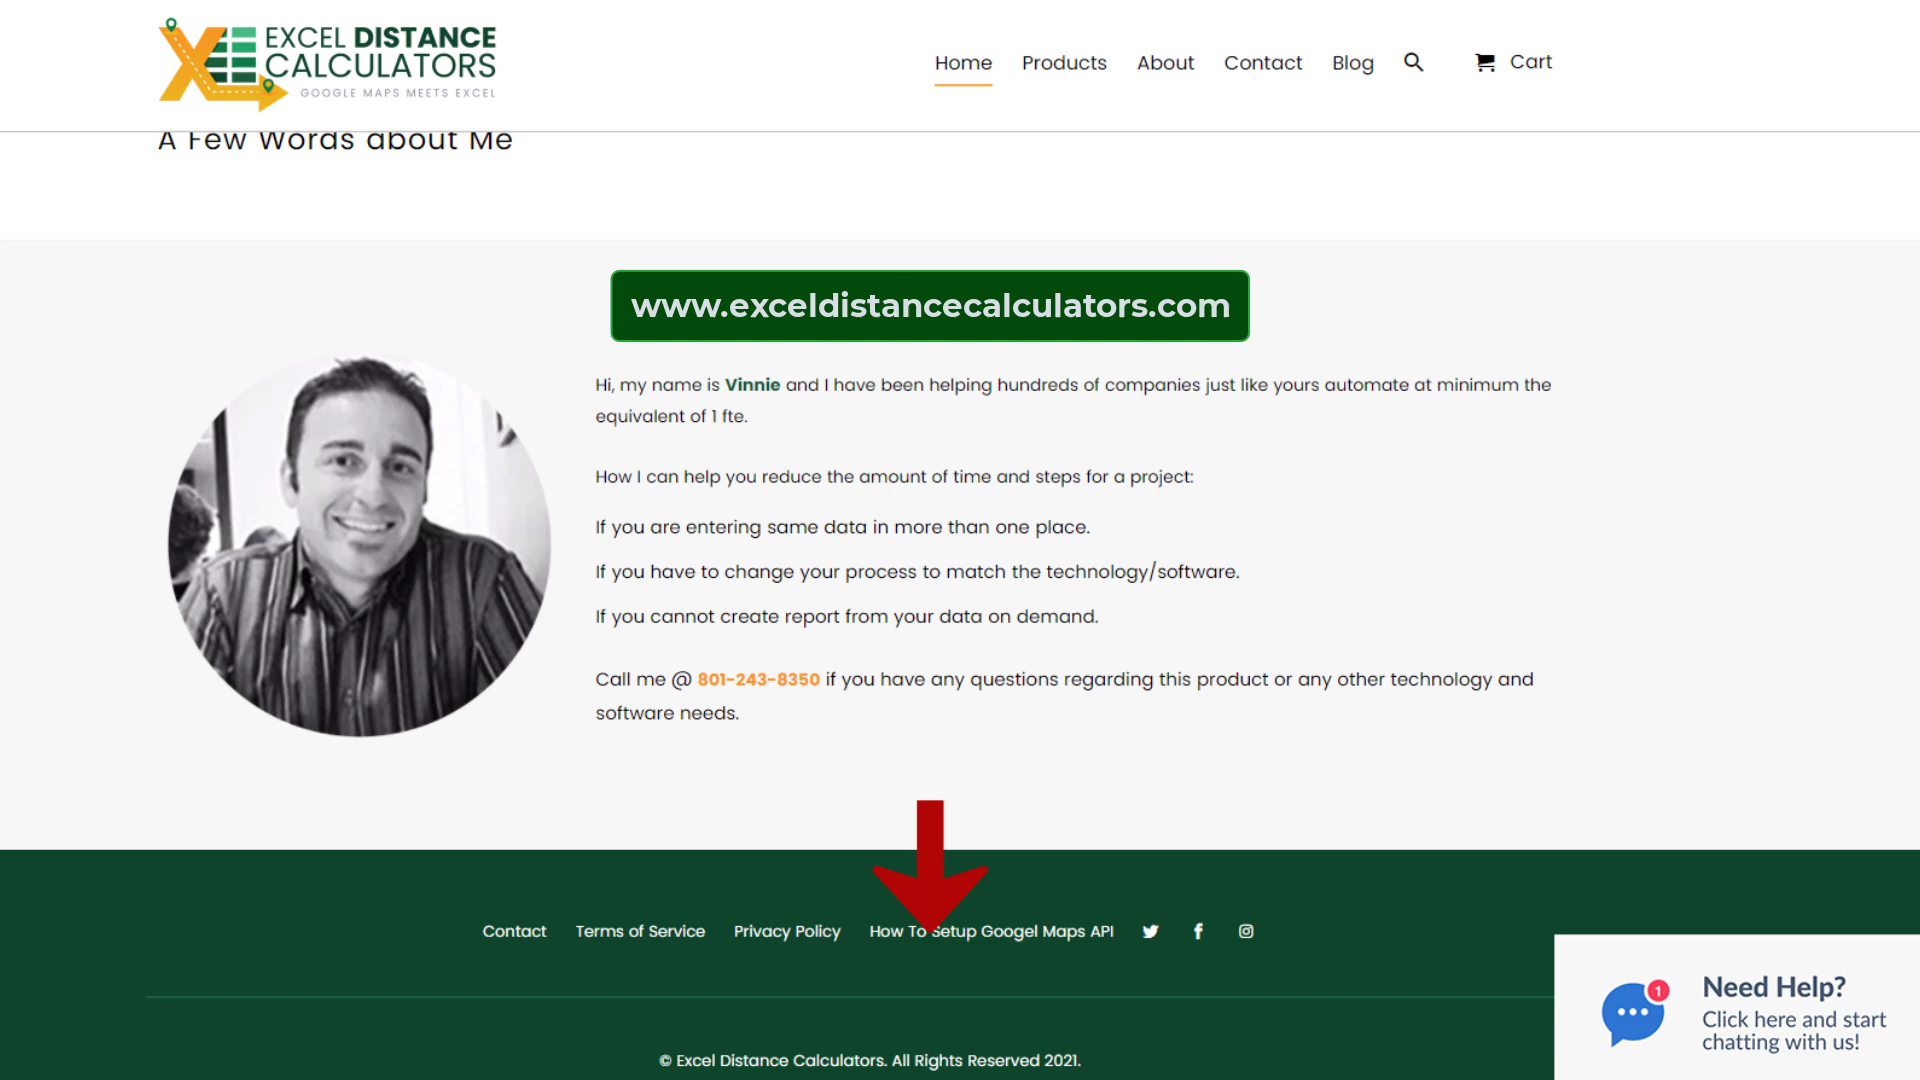 EXCEL DISTANCE
CALCULATORS
GOOGLE MAPS MEETS EXCEL
Home Products About Contact Blog Cart
A Few Words about Me
www.exceldistancecalculators.com
Hi, my name is Vinnie and I have been helping hundreds of companies just like yours automate at minimum the
equivalent of 1 fte.
How I can help you reduce the amount of time and steps for a project:
If you are entering same data in more than one place.
If you have to change your process to match the technology/software.
If you cannot create report from your data on demand.
Call me @ 801-243-8350 if you have any questions regarding this product or any other technology and
software needs.
Contact Terms of Service Privacy Policy How To Setup Googel Maps API
1
Need Help?
Click here and start
chatting with us!
© Excel Distance Calculators. All Rights Reserved 2021.